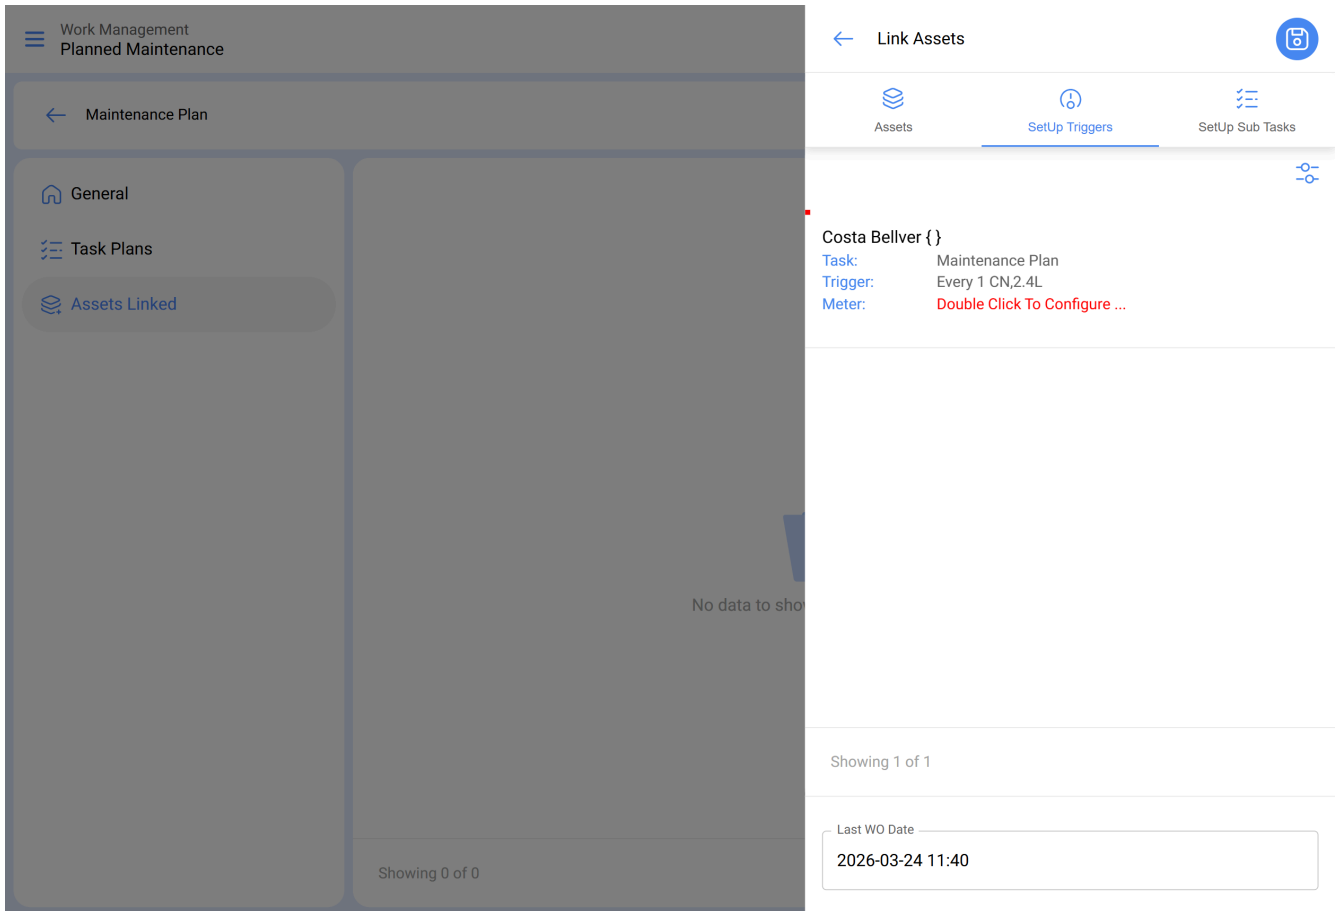 Work Management
Planned Maintenance
Maintenance Plan
General
Task Plans
Assets Linked
No data to sho
Showing 0 of 0
Link Assets
Assets
SetUp Triggers
SetUp Sub Tasks
Costa Bellver { }
Task: Maintenance Plan
Trigger: Every 1 CN,2.4L
Meter: Double Click To Configure ...
Showing 1 of 1
Last WO Date
2026-03-24 11:40